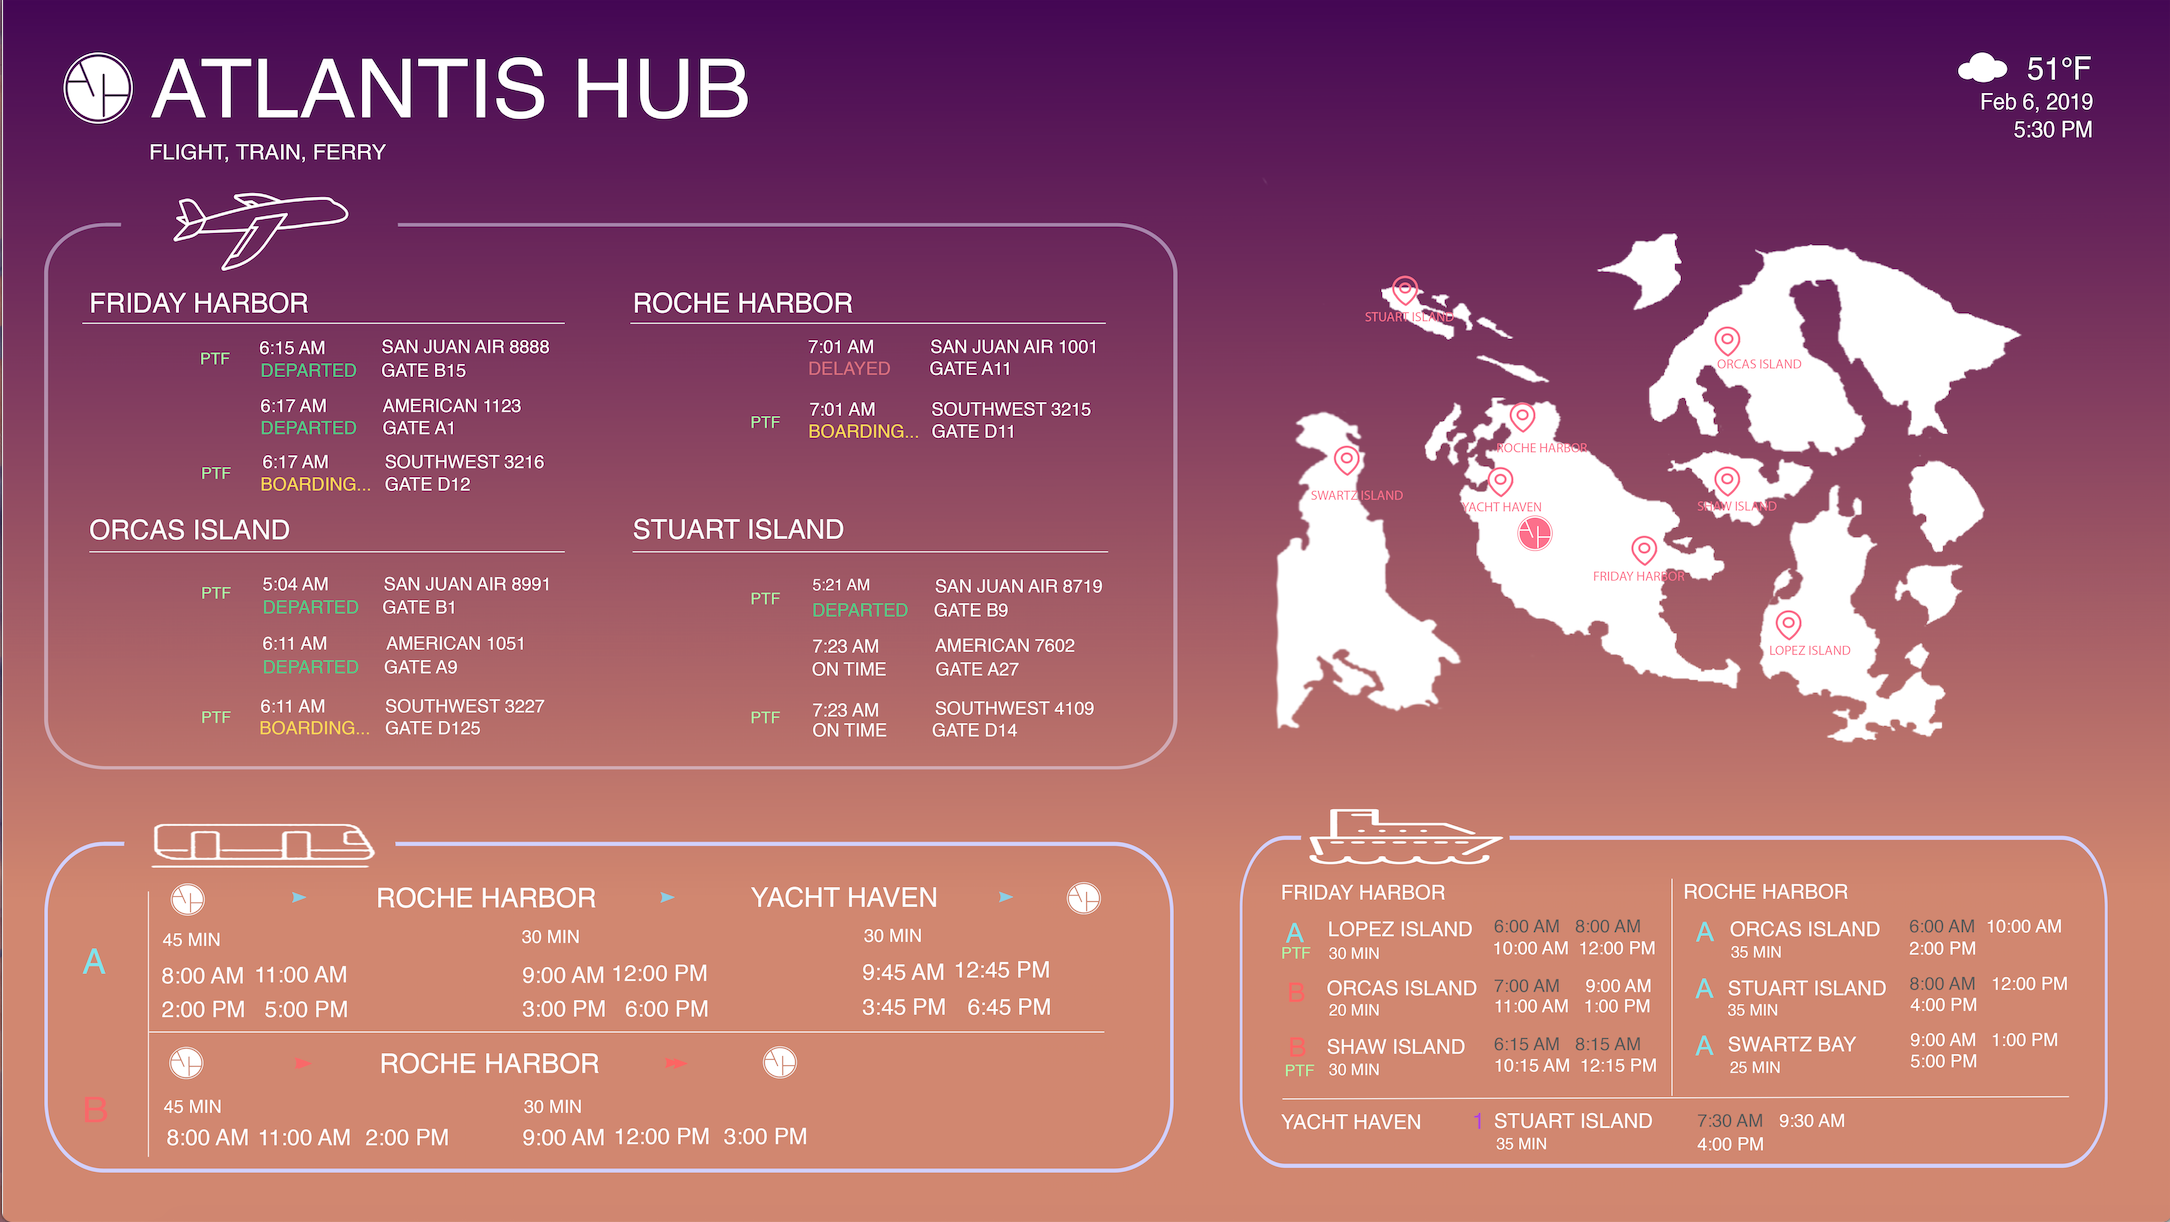 ATLANTIS HUB
FLIGHT, TRAIN, FERRY
51°F
Feb 6, 2019
5:30 PM
FRIDAY HARBOR
PTF 6:15 AM SAN JUAN AIR 8888
DEPARTED GATE B15
6:17 AM AMERICAN 1123
DEPARTED GATE A1
PTF 6:17 AM SOUTHWEST 3216
BOARDING... GATE D12
ROCHE HARBOR
7:01 AM SAN JUAN AIR 1001
DELAYED GATE A11
PTF 7:01 AM SOUTHWEST 3215
BOARDING... GATE D11
ORCAS ISLAND
PTF 5:04 AM SAN JUAN AIR 8991
DEPARTED GATE B1
6:11 AM AMERICAN 1051
DEPARTED GATE A9
PTF 6:11 AM SOUTHWEST 3227
BOARDING... GATE D125
STUART ISLAND
PTF 5:21 AM SAN JUAN AIR 8719
DEPARTED GATE B9
7:23 AM AMERICAN 7602
ON TIME GATE A27
PTF 7:23 AM SOUTHWEST 4109
ON TIME GATE D14
STUART ISLAND
ORCAS ISLAND
ROCHE HARBOR
SWARTZ ISLAND
YACHT HAVEN
SHAW ISLAND
FRIDAY HARBOR
LOPEZ ISLAND
ROCHE HARBOR YACHT HAVEN
A
45 MIN 30 MIN 30 MIN
8:00 AM 11:00 AM 9:00 AM 12:00 PM 9:45 AM 12:45 PM
2:00 PM 5:00 PM 3:00 PM 6:00 PM 3:45 PM 6:45 PM
ROCHE HARBOR
B
45 MIN 30 MIN
8:00 AM 11:00 AM 2:00 PM 9:00 AM 12:00 PM 3:00 PM
FRIDAY HARBOR
A LOPEZ ISLAND 6:00 AM 8:00 AM
PTF 30 MIN 10:00 AM 12:00 PM
B ORCAS ISLAND 7:00 AM 9:00 AM
20 MIN 11:00 AM 1:00 PM
B SHAW ISLAND 6:15 AM 8:15 AM
PTF 30 MIN 10:15 AM 12:15 PM
ROCHE HARBOR
A ORCAS ISLAND 6:00 AM 10:00 AM
35 MIN 2:00 PM
A STUART ISLAND 8:00 AM 12:00 PM
35 MIN 4:00 PM
A SWARTZ BAY 9:00 AM 1:00 PM
25 MIN 5:00 PM
YACHT HAVEN 1 STUART ISLAND 7:30 AM 9:30 AM
35 MIN 4:00 PM